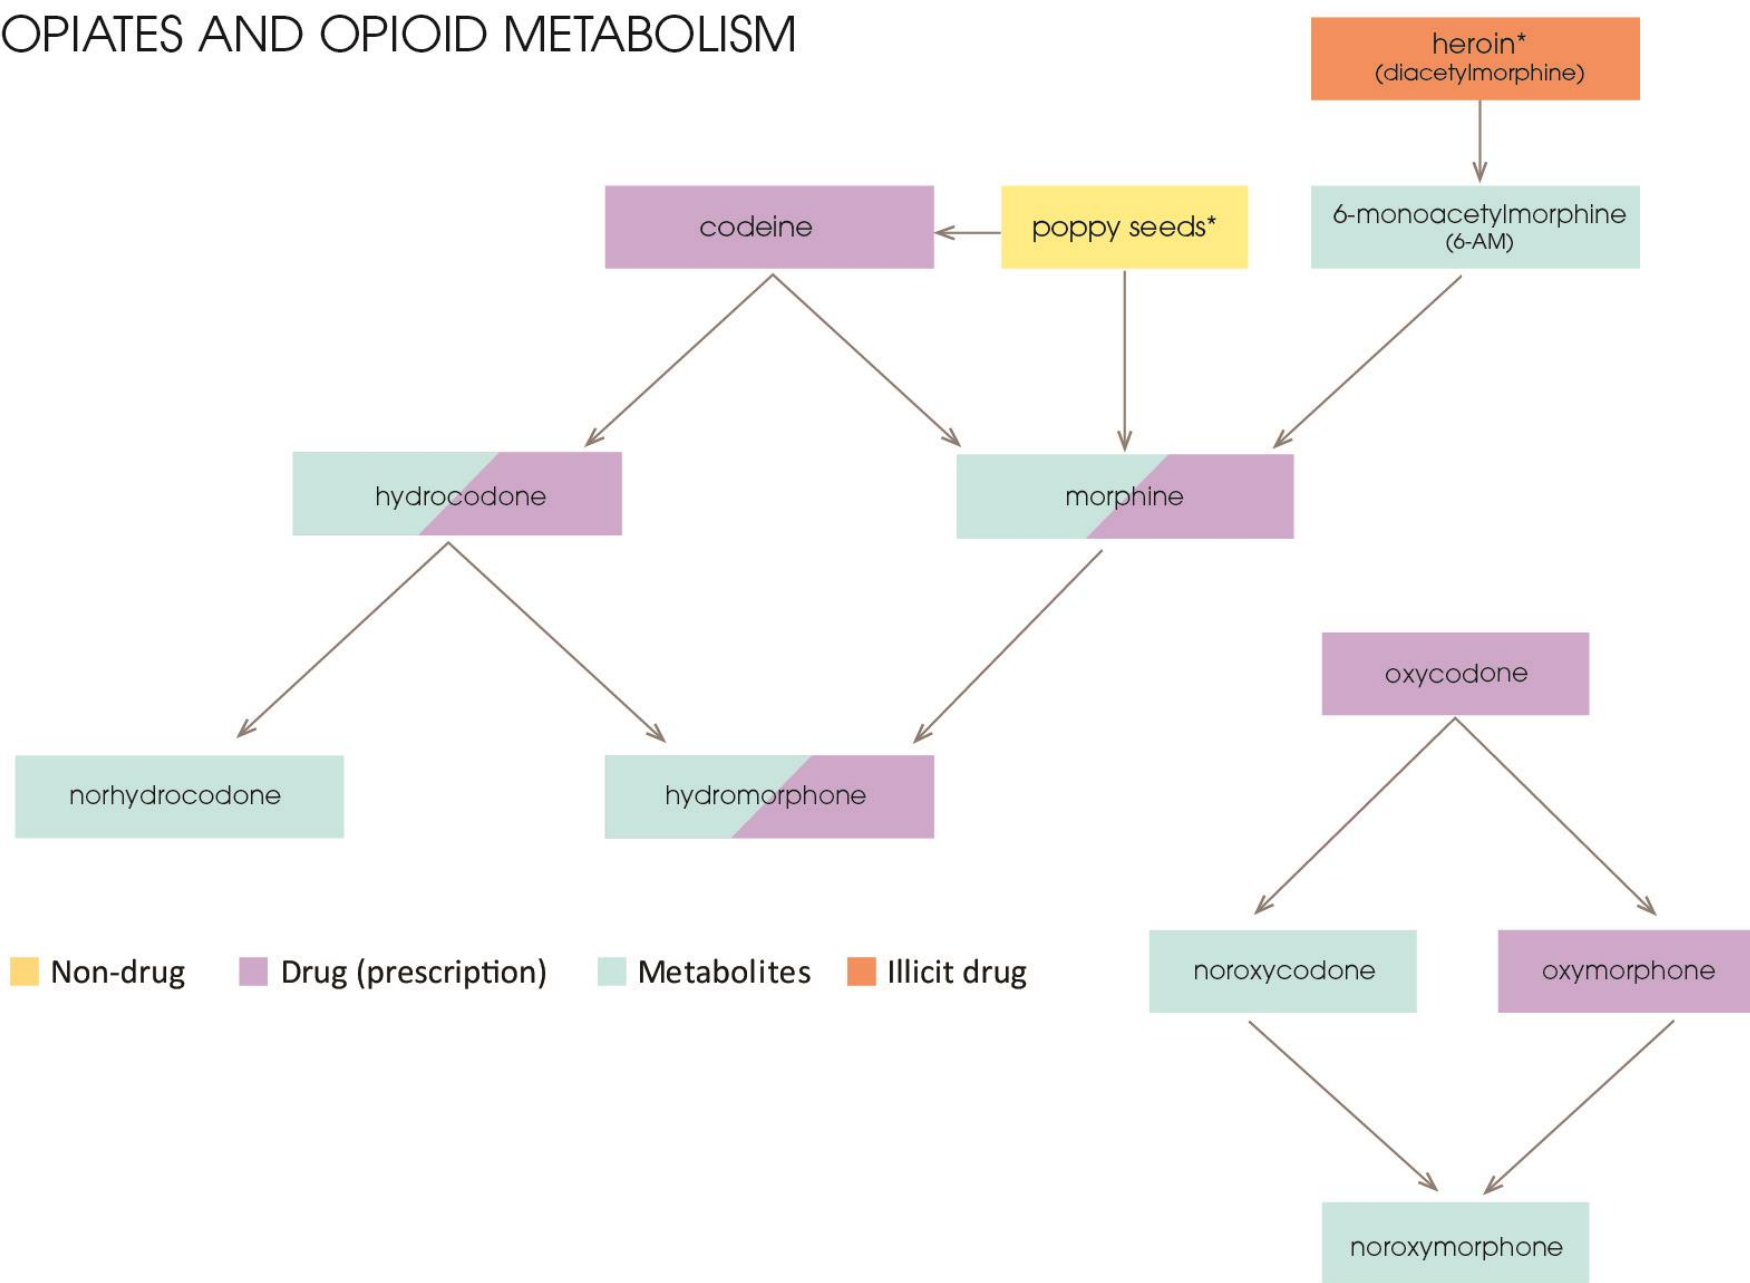 OPIATES AND OPIOID METABOLISM
heroin*
(diacetylmorphine)
codeine
poppy seeds*
6-monoacetylmorphine
(6-AM)
hydrocodone
morphine
oxycodone
norhydrocodone
hydromorphone
Non-drug
Drug (prescription)
Metabolites
Illicit drug
noroxycodone
oxymorphone
noroxymorphone